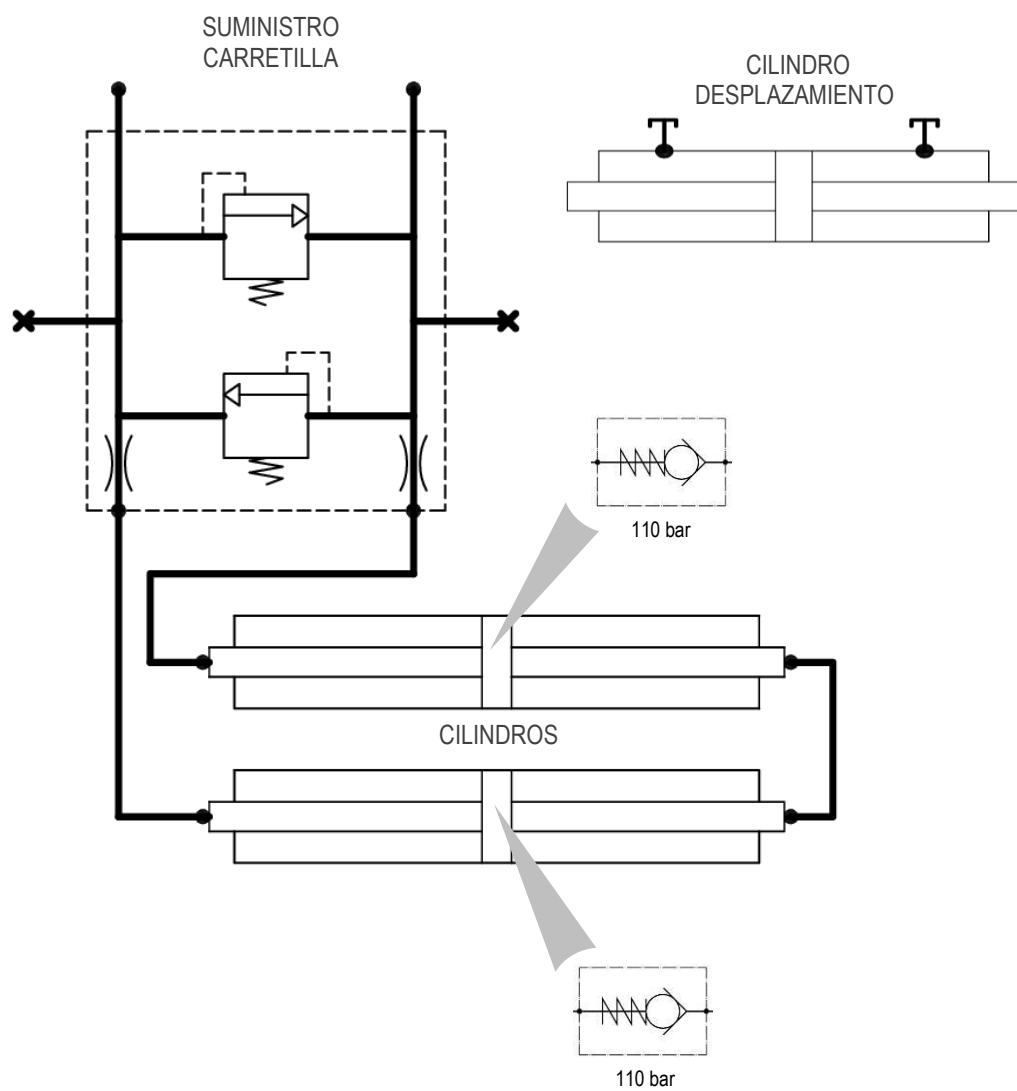 SUMINISTRO
CARRETILLA
CILINDRO
DESPLAZAMIENTO
110 bar
CILINDROS
110 bar